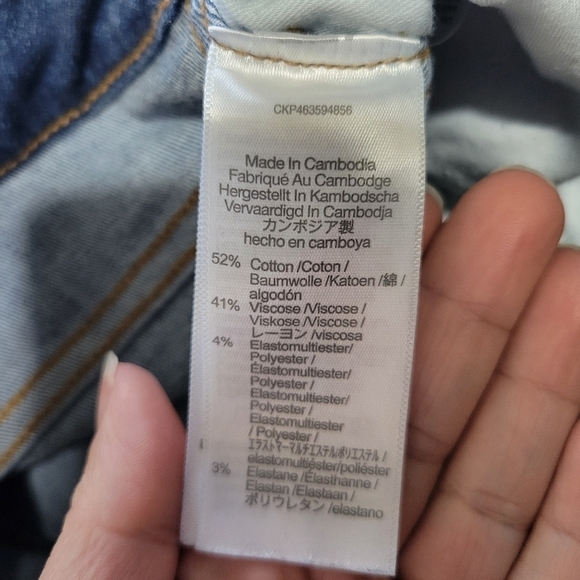 CKP463594856
Made In Cambodia
Fabriqué Au Cambodge
Hergestellt In Kambodscha
Vervaardigd In Cambodja
カンボジア製
hecho en camboya
52% Cotton /Coton /
Baumwolle /Katoen /綿 /
algodón
41% Viscose /Viscose /
Viskose /Viscose /
レーヨン /viscosa
4% Elastomultiester/
Polyester /
Élastomultiester/
Polyester /
Elastomultiester/
Polyester /
Elastomultiester
/ Polyester /
エラストマーマルチエステル/ポリエステル /
elastomultiéster/poliéster
3% Elastane /Élasthanne /
Elastan /Elastaan /
ポリウレタン /elastano